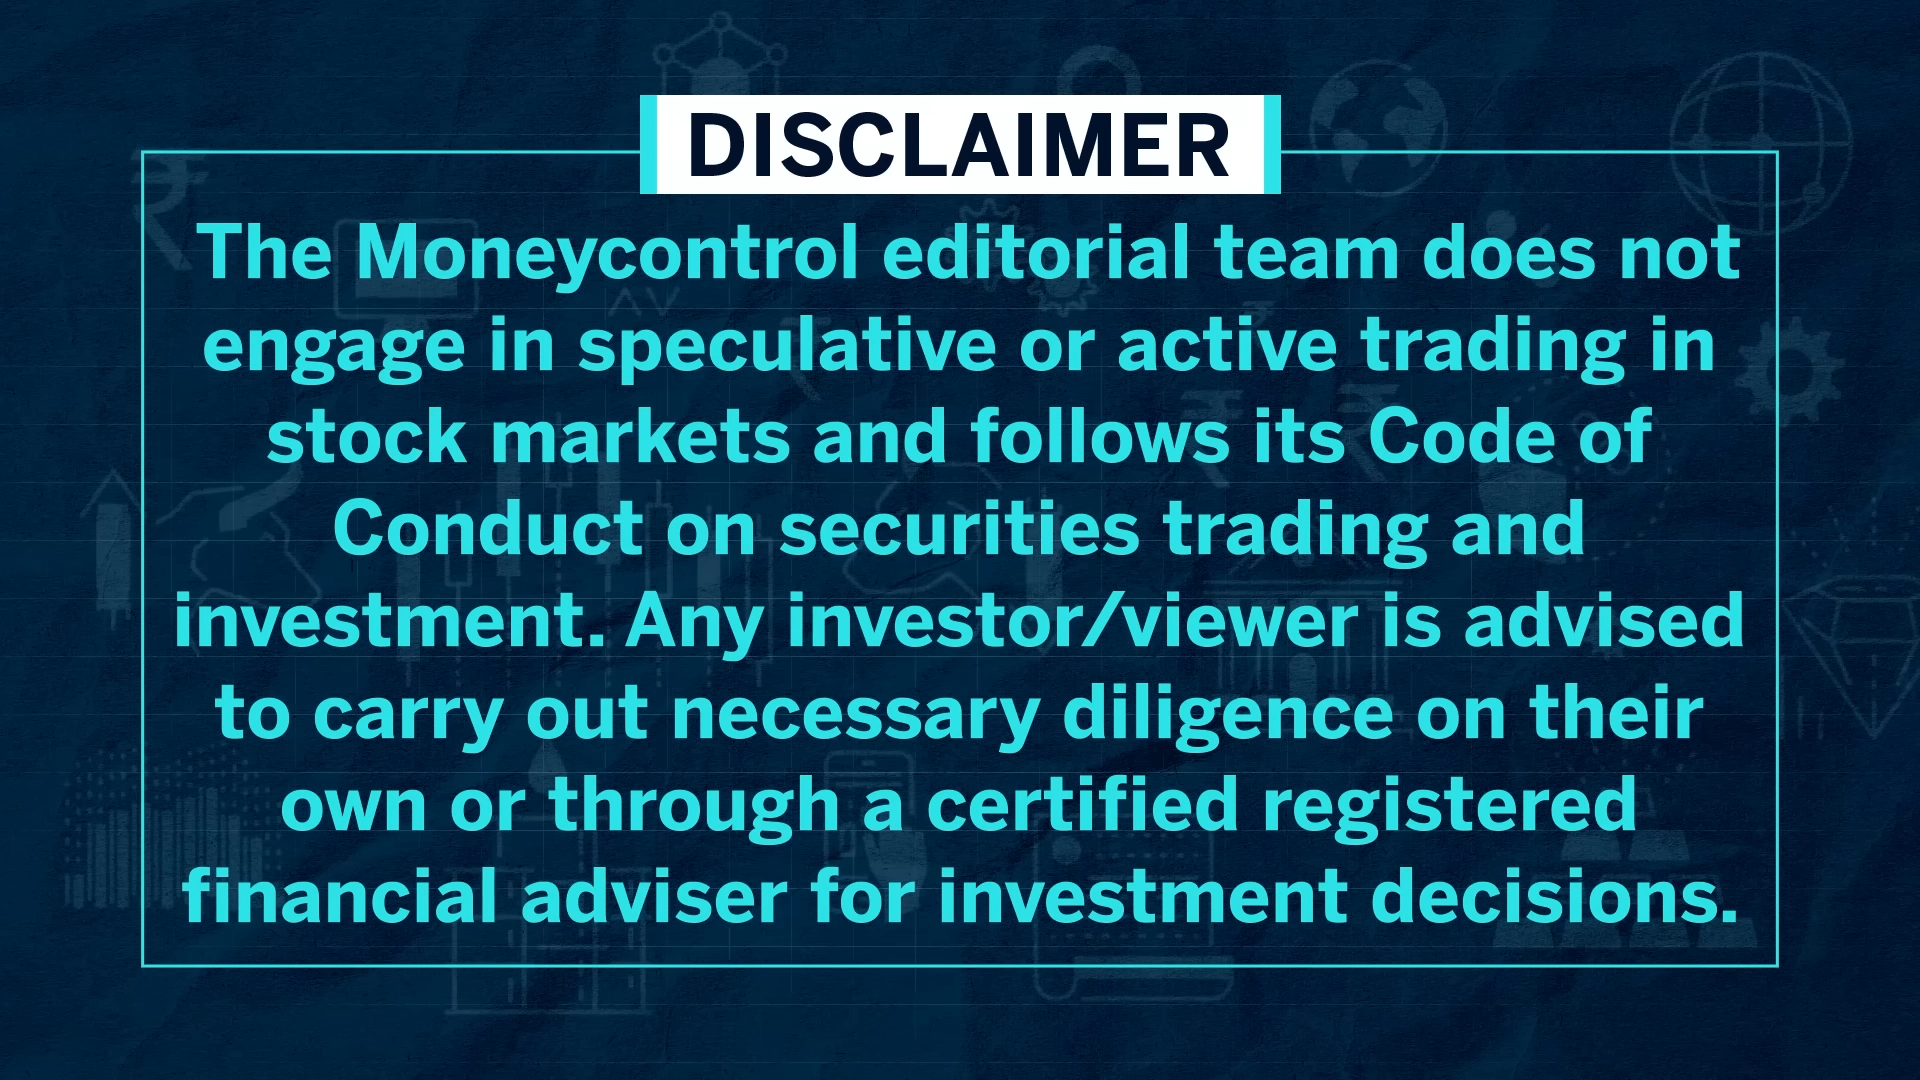 DISCLAIMER
The Moneycontrol editorial team does not
engage in speculative or active trading in
stock markets and follows its Code of
Conduct on securities trading and
investment. Any investor/viewer is advised
to carry out necessary diligence on their
own or through a certified registered
financial adviser for investment decisions.